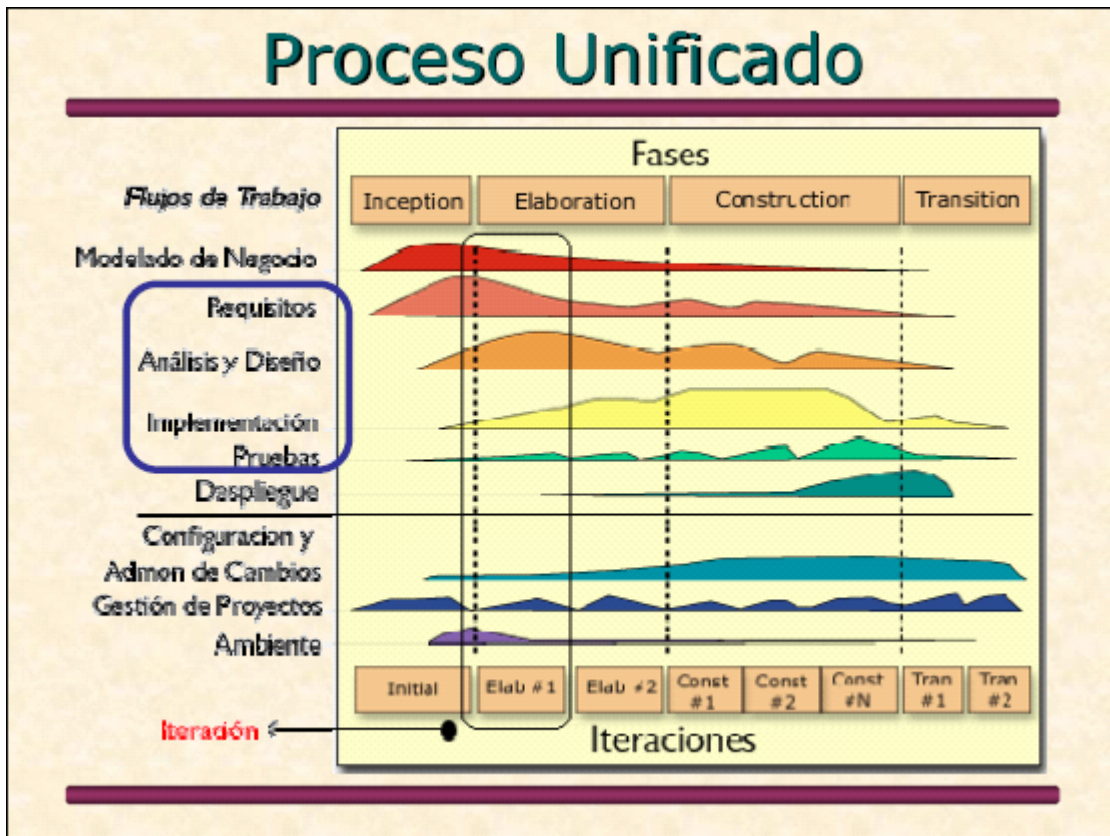 Proceso Unificado
Fases
Flujos de Trabajo
Inception Elaboration Construction Transition
Modelado de Negocio
Requisitos
Análisis y Diseño
Implementación
Pruebas
Daspliegue
Configuracion y
Admon de Cambios
Gestión de Proyectos
Ambiente
Initial Elab #1 Elab #2 Const #1 Const #2 Const #N Tran #1 Tran #2
Iteración
Iteraciones